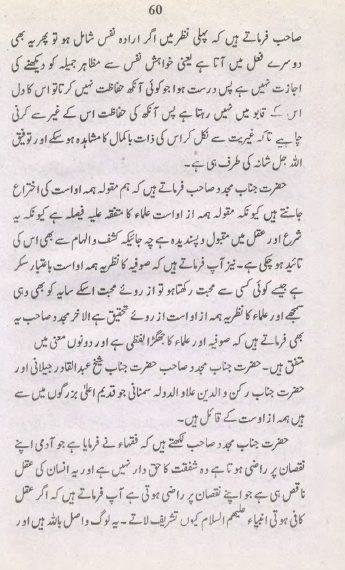 60
صاحب فرماتے ہیں کہ پہلی نظر میں اگر ارادہ نفس شامل ہو تو پھر یہ بھی
دوسرے فعل میں آتا ہے یعنی خواہش نفس سے مظاہر جمیلہ کو دیکھنے کی
اجازت نہیں ہے پس درست ہوا جو کوئی آنکھ حفاظت نہیں کرتا تو اس کا دل
اس کے قابو میں نہیں رہتا ہے پس آنکھ کی حفاظت اس کے غیر سے کرنی
چاہیے تاکہ غیریت سے نکل کر اس کی ذات باکمال کا مشاہدہ ہوسکے اور توفیق
اللہ جل شانہ کی طرف ہی ہے۔
حضرت جناب مجدد صاحب فرماتے ہیں کہ ہم مقولہ ہمہ اوست کی اختراع
جانتے ہیں کیونکہ مقولہ ہمہ از اوست علماء کا متفقہ علیہ فیصلہ ہے کیونکہ یہ
شرع اور عقل میں مقبول و پسندیدہ ہے چہ جائیکہ کشف والہام سے بھی اس کی
تائید ہوچکی ہے۔ نیز آپ فرماتے ہیں کہ صوفیہ کا نظریہ ہمہ اوست باعتبار سکر
ہے جیسے کوئی کسی سے محبت رکھتا ہو تو از روئے محبت اسکے سایہ کو بھی وہی
سمجھے اور علماء کا نظریہ ہمہ از اوست از روئے تحقیق ہے الاخر مجدد صاحب یہ
بھی فرماتے ہیں کہ صوفیہ اور علماء کا جھگڑا لفظی ہے اور دونوں معنی میں
متفق ہیں۔ حضرت جناب مجدد صاحب حضرت جناب شیخ عبدالقادر جیلانی اور
حضرت جناب رکن والدین علاو الدولہ سمنانی جو قدیم اعلیٰ بزرگوں میں سے
ہیں ہمہ از اوست کے قائل ہیں۔
حضرت جناب مجدد صاحب لکھتے ہیں کہ فقہاء نے فرمایا ہے جو آدمی اپنے
نقصان پر راضی ہوتا ہے وہ شفقت کا حق دار نہیں ہے اور یہ انسان کی عقل
ناقص ہی ہے جو اپنے نقصان پر راضی ہوتی ہے آپ فرماتے ہیں کہ اگر عقل
کافی ہوتی انبیاء علیھم السلام کیوں تشریف لاتے۔ یہ لوگ واصل باللہ ہیں اور